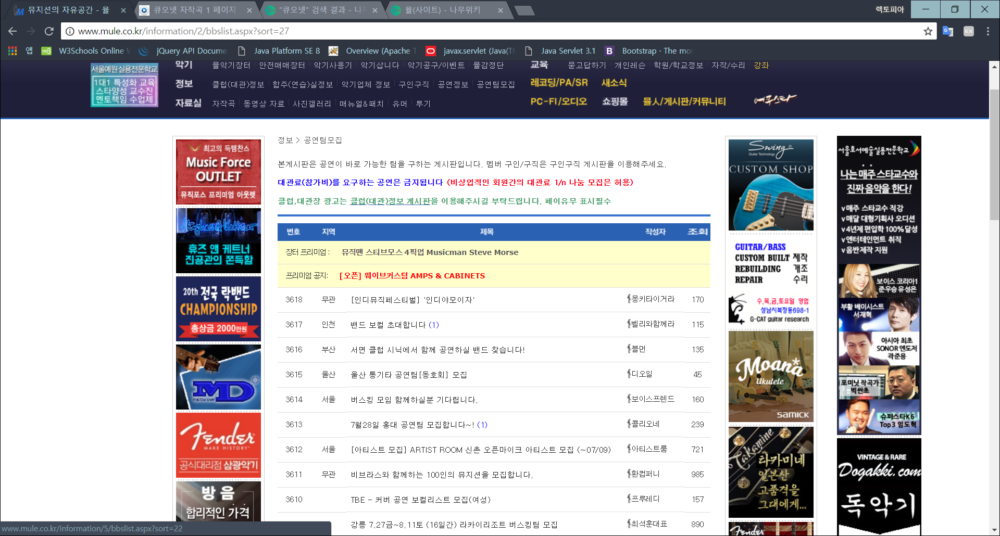 뮤지션의 자유공간 - 뮬
큐오넷 자작곡 1 페이지
"큐오넷" 검색 결과 - 나무
뮬(사이트) - 나무위키
렉토피아
www.mule.co.kr/information/2/bbslist.aspx?sort=27
앱
W3Schools Online
jQuery API Docume
Java Platform SE 8
Overview (Apache T
javax.servlet (Java(T
Java Servlet 3.1
Bootstrap · The mos
서울예원실용전문학교
1대1 특성화 교육
스타양성 교수진
멘토책임 수업제
악기 뮬악기장터 안전매매장터 악기사용기 악기삽니다 악기공구/이벤트 뮬감정단
교육 묻고답하기 개인레슨 학원/학교정보 자작/수리 강좌
정보 클럽(대관)정보 합주(연습)실정보 악기업체 정보 구인구직 공연정보 공연팀모집
레코딩/PA/SR 새소식
자료실 자작곡 동영상 자료 사진갤러리 매뉴얼&패치 유머 투기
PC-FI/오디오 쇼핑몰 뮬人/게시판/커뮤니티
최고의 득템찬스
Music Force
OUTLET
뮤직포스 프리미엄 아웃렛
Hughes & Kettner
휴즈 앤 케트너
진공관의 쫀득함
20th 전국 락밴드
CHAMPIONSHIP
총상금 2000만원
MD
Fender
MAKE HISTORY
공식대리점 삼광악기
방 음
합리적인 가격
정보 > 공연팀모집
본게시판은 공연이 바로 가능한 팀을 구하는 게시판입니다. 멤버 구인/구직은 구인구직 게시판을 이용해주세요.
대관료(참가비)를 요구하는 공연은 금지됩니다 (비상업적인 회원간의 대관료 1/n 나눔 모집은 허용)
클럽,대관장 광고는 클럽(대관)정보 게시판을 이용해주시길 부탁드립니다. 페이유무 표시필수
번호 지역 제목 작성자 조회
장터 프리미엄 : 뮤직맨 스티브모스 4픽업 Musicman Steve Morse
프리미엄 공지: [오픈] 웨이브커스텀 AMPS & CABINETS
3618 무관 [인디뮤직페스티벌] '인디야모이자' 몽키타이거라 170
3617 인천 밴드 보컬 초대합니다 (1) 벨리와함께라 115
3616 부산 서면 클럽 시닉에서 함께 공연하실 밴드 찾습니다! 블먼 135
3615 울산 울산 통기타 공연팀[동호회] 모집 디오일 45
3614 서울 버스킹 모임 함께하실분 기다립니다. 보이스프렌드 160
3613 7월28일 홍대 공연팀 모집합니다~! (1) 콜리오네 239
3612 서울 [아티스트 모집] ARTIST ROOM 신촌 오픈마이크 아티스트 모집 (~07/09) 아티스트룸 721
3611 무관 비브라스와 함께하는 100인의 뮤지션을 모집합니다. 환컴퍼니 985
3610 TBE - 커버 공연 보컬리스트 모집(여성) 프루레디 157
강릉 7.27금~8.11토 (16일간) 라카이리조트 버스킹팀 모집 최석훈대표 890
Swing
Guitar Technology
CUSTOM SHOP
GUITAR/BASS
CUSTOM BUILT 제작
REBUILDING 개조
REPAIR 수리
수,목,금,토요일 영업
성남시복정동698-1
G-CAT guitar research
Moana
Ukulele
SAMICK
Takamine
타카미네
일본산
고품격을
그대에게...
Fender
서울호서예술실용전문학교
나는 매주 스타교수와
진짜 음악을 한다!
v 매주 스타교수 직강
v 매달 대형기획사 오디션
v 4년제 편입학 100% 달성
v 엔터테인먼트 취직
v 음반제작 지원
보이스 코리아1
준우승 유성은
부활 베이시스트
서재혁
아시아 최초
SONOR 엔도저
곽준용
포미닛 작곡가
빅싼초
슈퍼스타K6
Top3 임도혁
VINTAGE & RARE
Dogakki.com
독악기
www.mule.co.kr/information/5/bbslist.aspx?sort=22